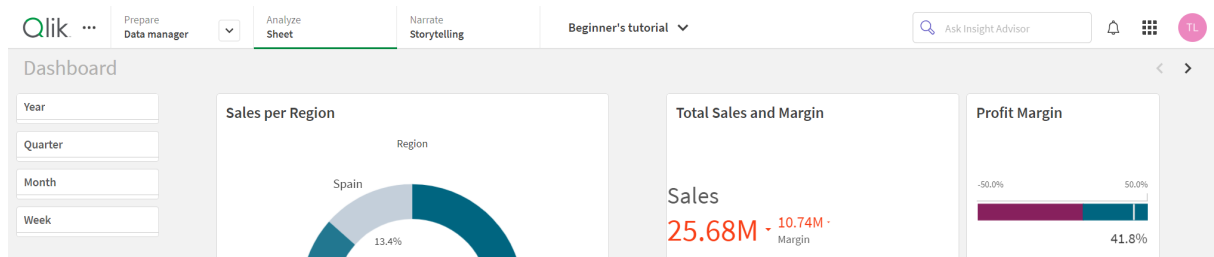 Qlik
Prepare
Data manager
Analyze
Sheet
Narrate
Storytelling
Beginner's tutorial
Ask Insight Advisor
TL
Dashboard
Year
Quarter
Month
Week
Sales per Region
Region
Spain
13.4%
Total Sales and Margin
Sales
25.68M
10.74M
Margin
Profit Margin
-50.0% 50.0%
41.8%